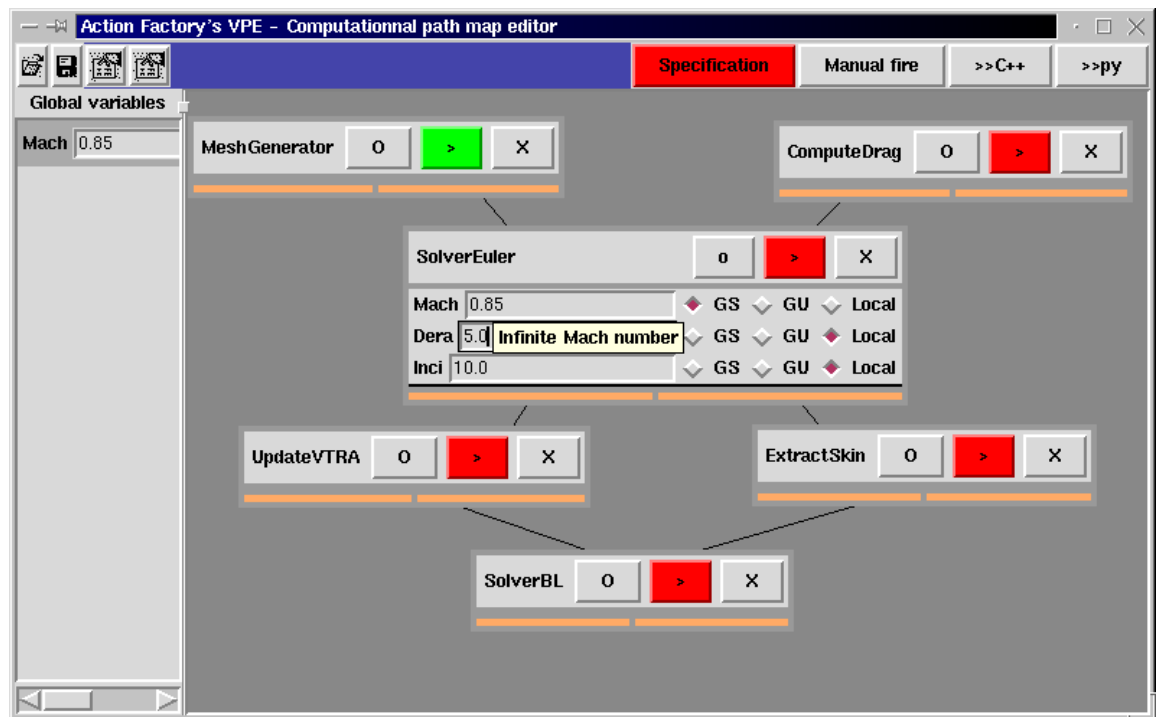 Action Factory's VPE - Computationnal path map editor
Specification Manual fire >>C++ >>py
Global variables
Mach 0.85
MeshGenerator O > X
ComputeDrag O > X
SolverEuler o > X
Mach 0.85 GS GU Local
Dera 5.0 Infinite Mach number GS GU Local
Inci 10.0 GS GU Local
UpdateVTRA O > X
ExtractSkin O > X
SolverBL O > X